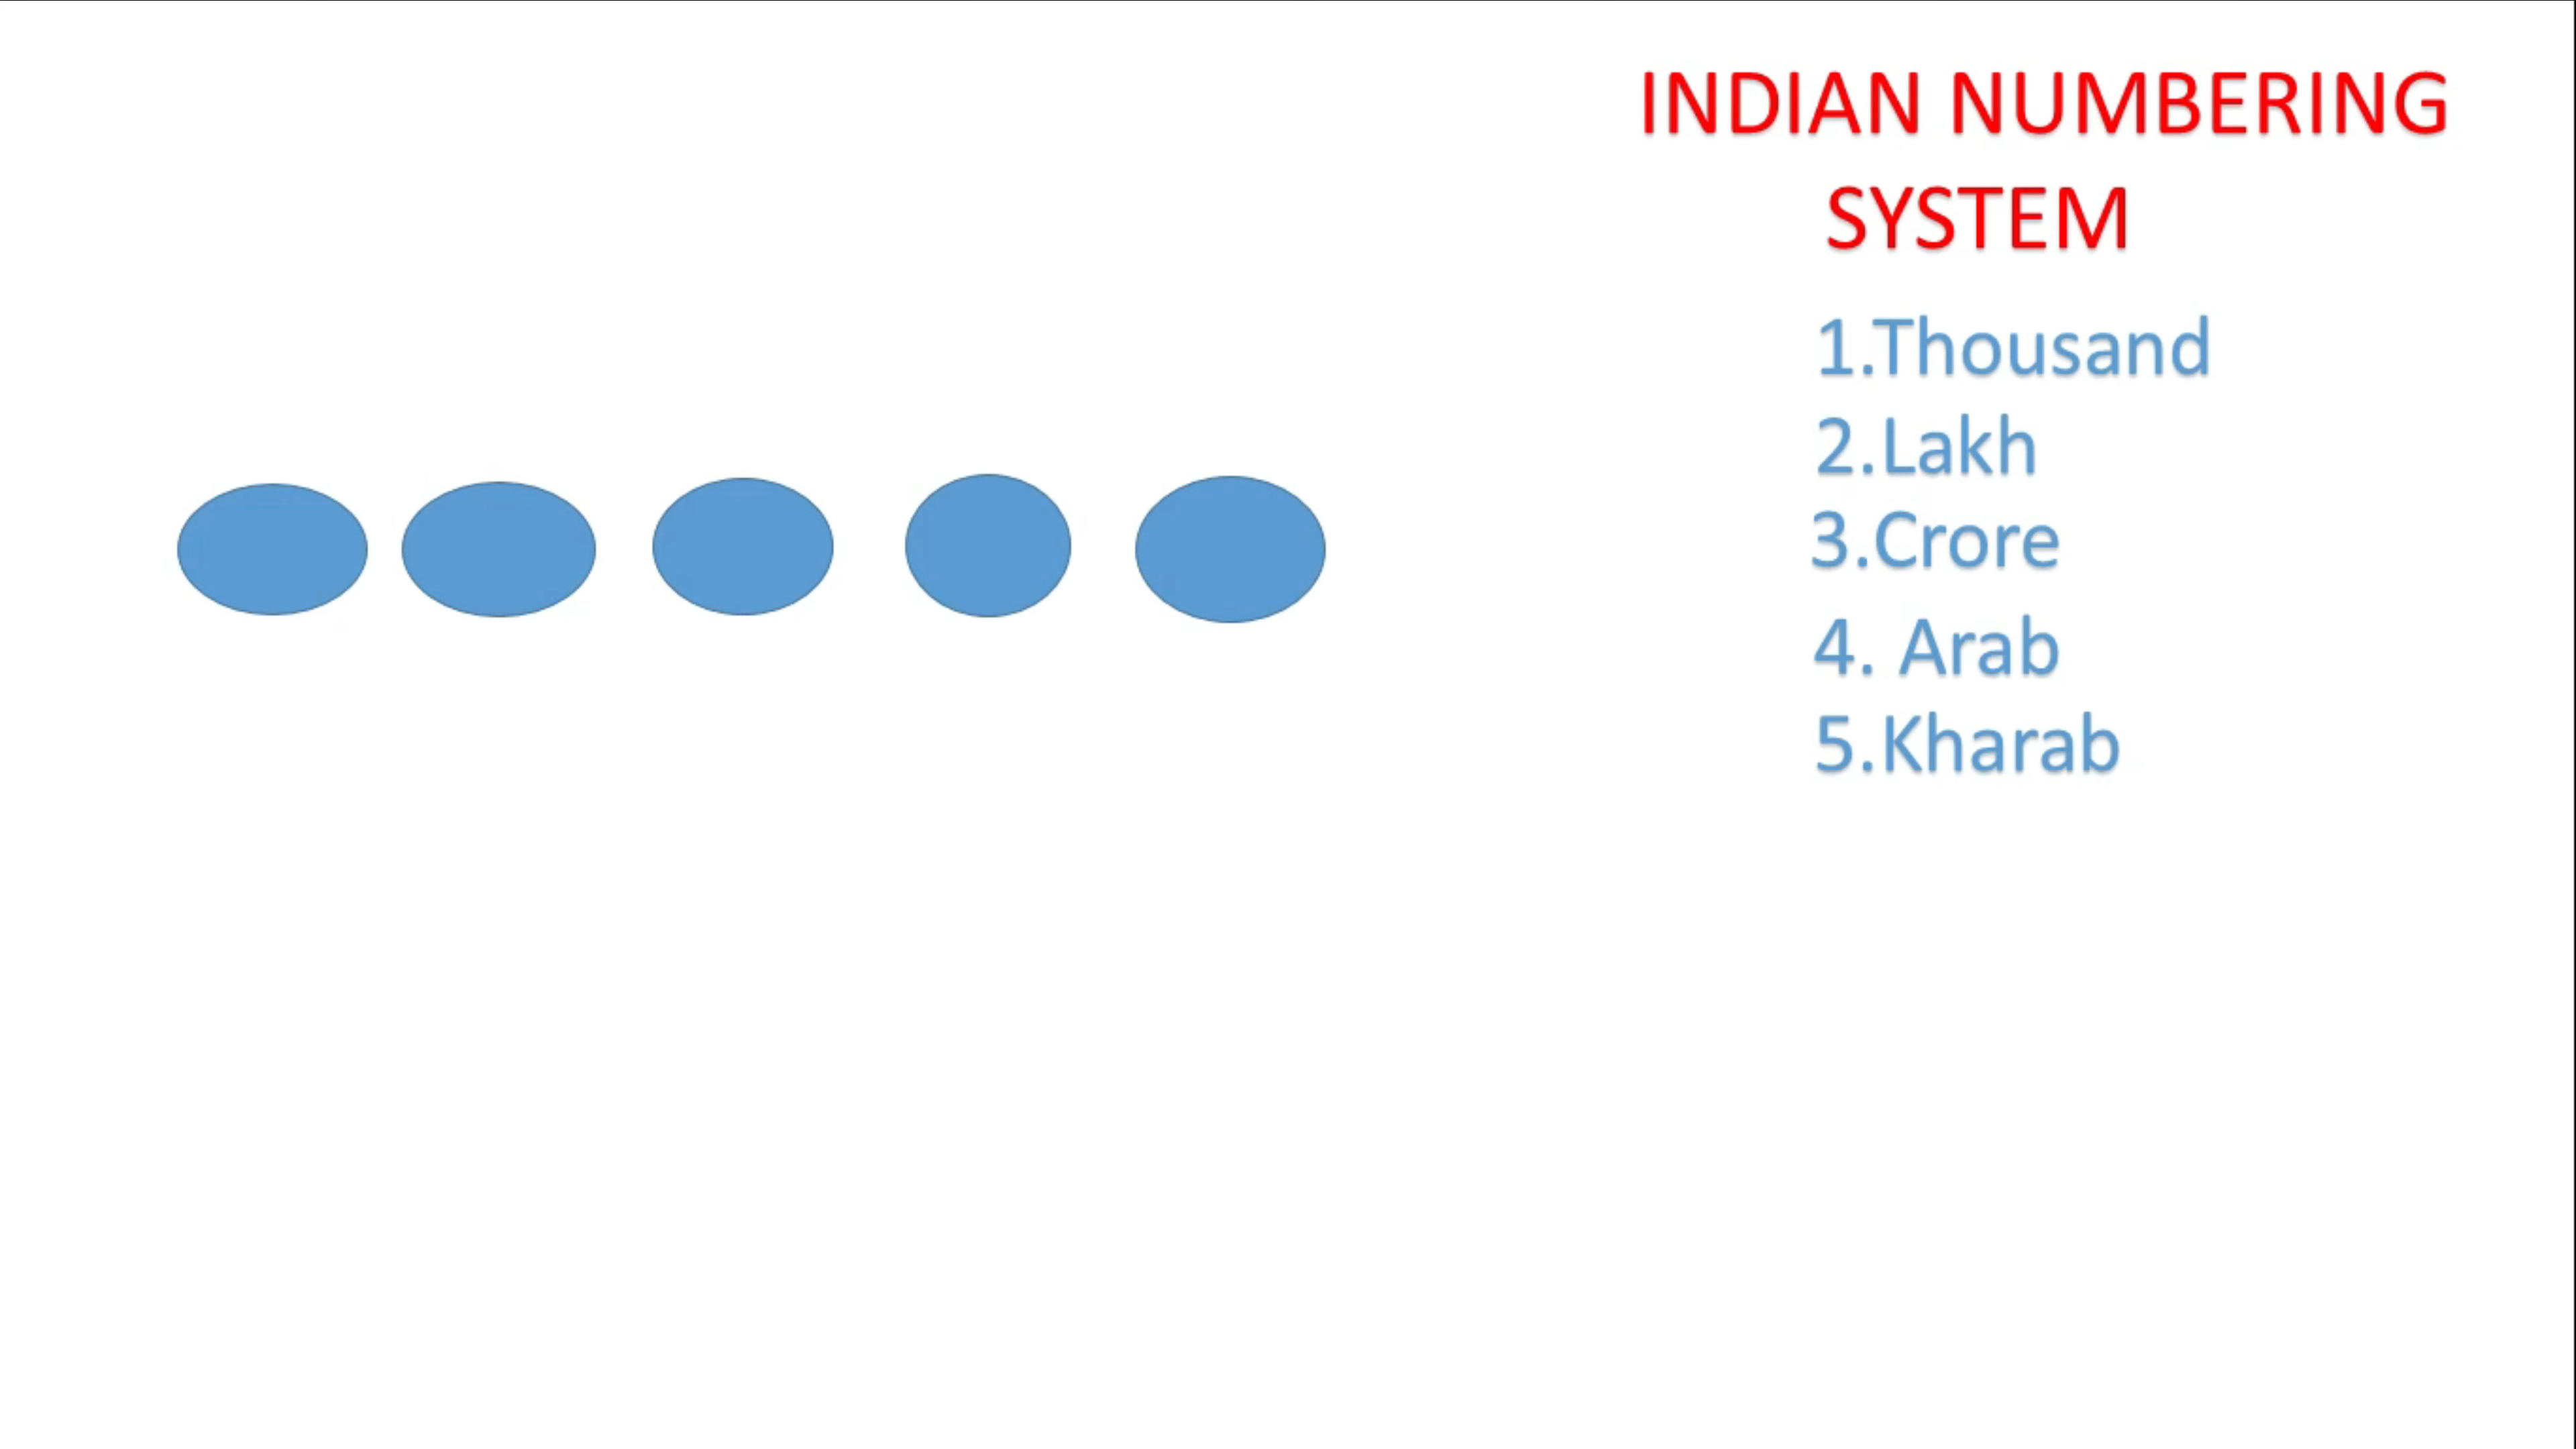 INDIAN NUMBERING
SYSTEM
1.Thousand
2.Lakh
3.Crore
4. Arab
5.Kharab